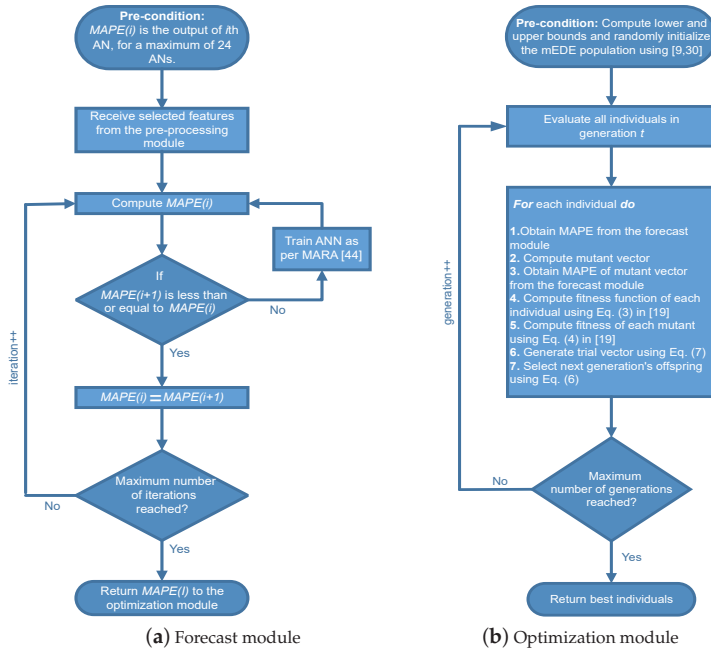 Pre-condition:
MAPE(i) is the output of ith
AN, for a maximum of 24
ANs.
Receive selected features
from the pre-processing
module
Compute MAPE(i)
Train ANN as
per MARA [44]
If
MAPE(i+1) is less than
or equal to MAPE(i)
No
Yes
iteration++
MAPE(i)=MAPE(i+1)
Maximum number
of iterations
reached?
No
Yes
Return MAPE(I) to the
optimization module
(a) Forecast module
Pre-condition: Compute lower and
upper bounds and randomly initialize
the mEDE population using [9,30]
Evaluate all individuals in
generation t
For each individual do
1.Obtain MAPE from the forecast
module
2. Compute mutant vector
3. Obtain MAPE of mutant vector
from the forecast module
4. Compute fitness function of each
individual using Eq. (3) in [19]
5. Compute fitness of each mutant
using Eq. (4) in [19]
6. Generate trial vector using Eq. (7)
7. Select next generation's offspring
using Eq. (6)
generation++
Maximum
number of generations
reached?
No
Yes
Return best individuals
(b) Optimization module